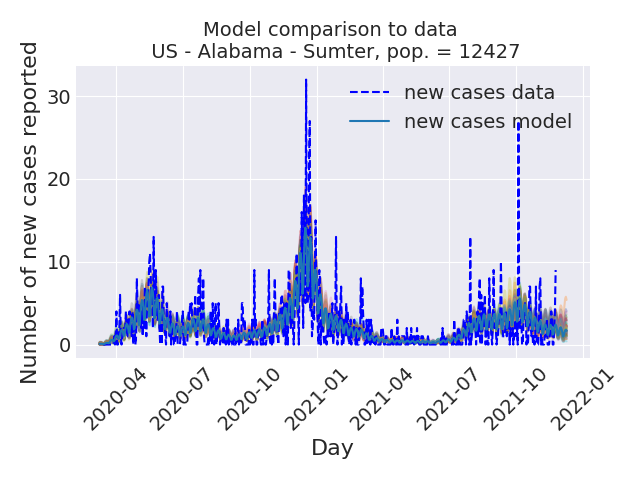 Model comparison to data
US - Alabama - Sumter, pop. = 12427
Number of new cases reported
30
20
10
0
new cases data
new cases model
2020-04
2020-07
2020-10
2021-01
2021-04
2021-07
2021-10
2022-01
Day